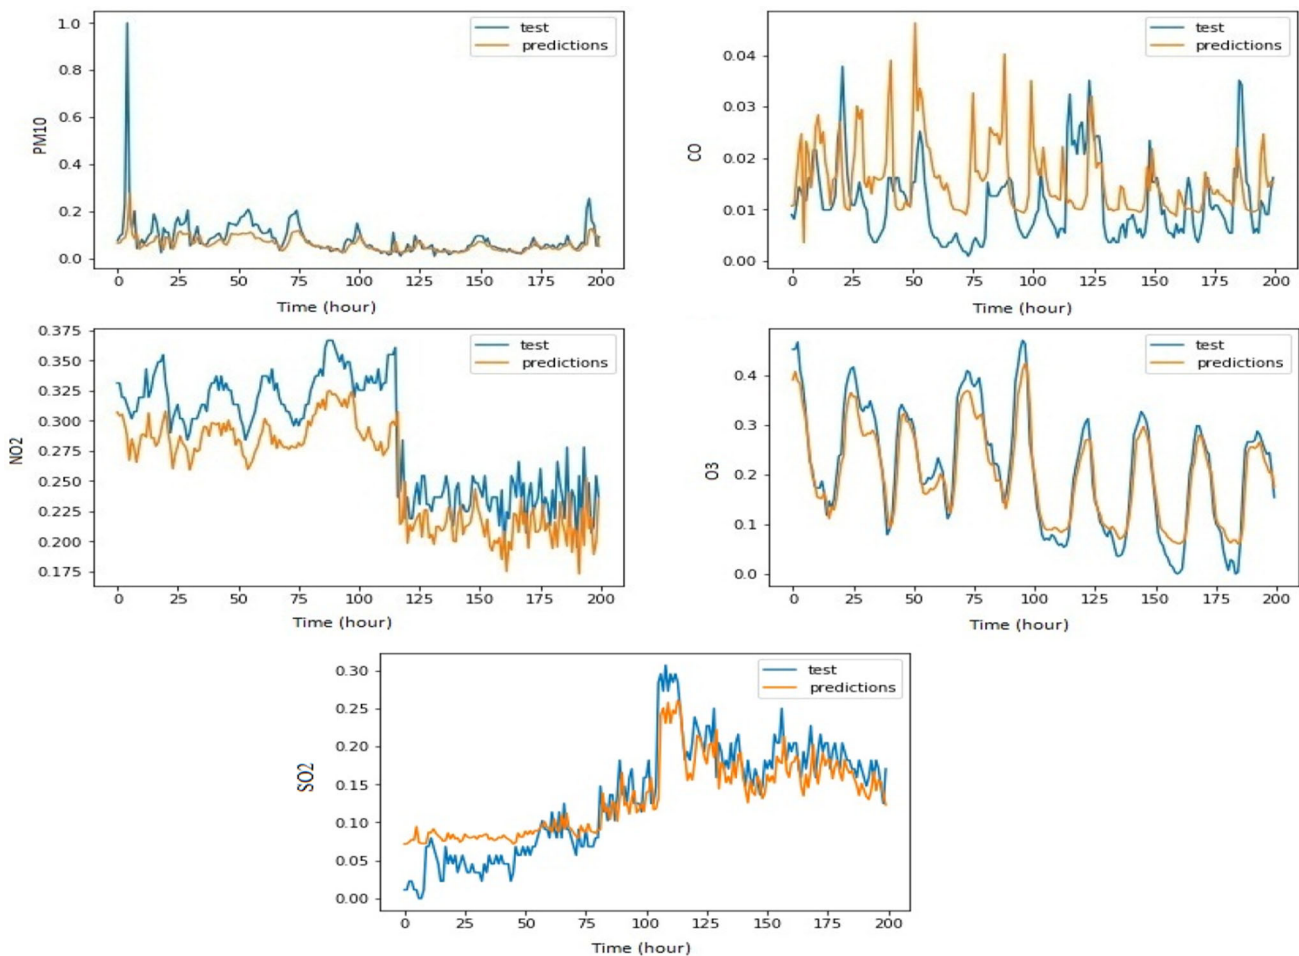 test
predictions
1.0
0.8
0.6
0.4
0.2
0.0
PM10
0 25 50 75 100 125 150 175 200
Time (hour)
test
predictions
0.04
0.03
0.02
0.01
0.00
CO
0 25 50 75 100 125 150 175 200
Time (hour)
test
predictions
0.375
0.350
0.325
0.300
0.275
0.250
0.225
0.200
0.175
NO2
0 25 50 75 100 125 150 175 200
Time (hour)
test
predictions
0.4
0.3
0.2
0.1
0.0
O3
0 25 50 75 100 125 150 175 200
Time (hour)
test
predictions
0.30
0.25
0.20
0.15
0.10
0.05
0.00
SO2
0 25 50 75 100 125 150 175 200
Time (hour)